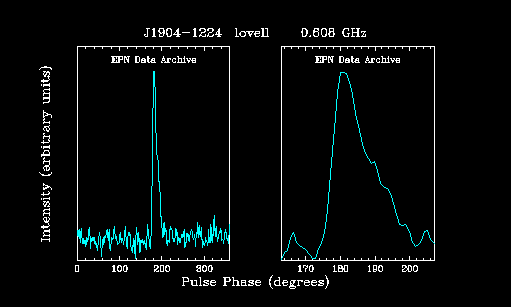 J1904-1224 lovell 0.608 GHz
EPN Data Archive EPN Data Archive
Intensity (arbitrary units)
0 100 200 300 170 180 190 200
Pulse Phase (degrees)